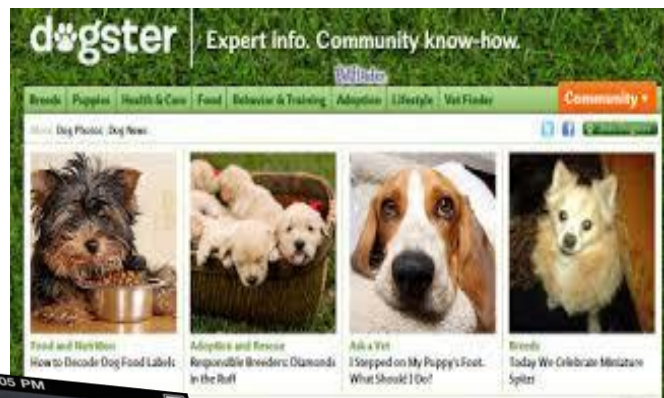 dogster
Expert info. Community know-how.
Breeds Puppies Health & Care Food Behavior & Training Adoption Lifestyle Vet Finder Community
More: Dog Photos Dog News
Food and Nutrition
How to Decode Dog Food Labels
Adoption and Rescue
Responsible Breeders: Diamonds
in the Ruff
Ask a Vet
I Stepped on My Puppy's Foot.
What Should I Do?
Breeds
Today We Celebrate Miniature
Spitz
05 PM